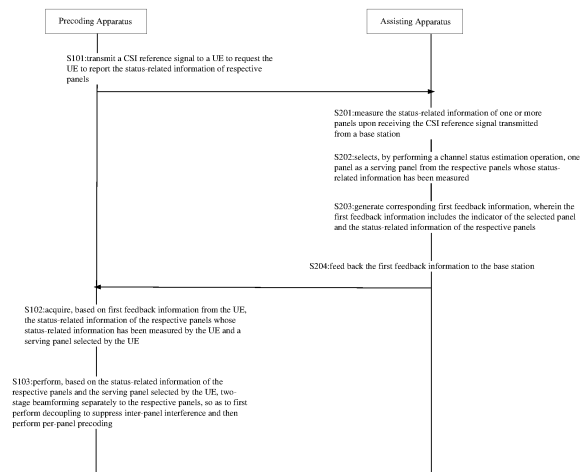 Precoding Apparatus
Assisting Apparatus
S101:transmit a CSI reference signal to a UE to request the
UE to report the status-related information of respective
panels
S201:measure the status-related information of one or more
panels upon receiving the CSI reference signal transmitted
from a base station
S202:selects, by performing a channel status estimation operation, one
panel as a serving panel from the respective panels whose status-
related information has been measured
S203:generate corresponding first feedback information, wherein the
first feedback information includes the indicator of the selected panel
and the status-related information of the respective panels
S204:feed back the first feedback information to the base station
S102:acquire, based on first feedback information from the UE,
the status-related information of the respective panels whose
status-related information has been measured by the UE and a
serving panel selected by the UE
S103:perform, based on the status-related information of the
respective panels and the serving panel selected by the UE, two-
stage beamforming separately to the respective panels, so as to first
perform decoupling to suppress inter-panel interference and then
perform per-panel precoding